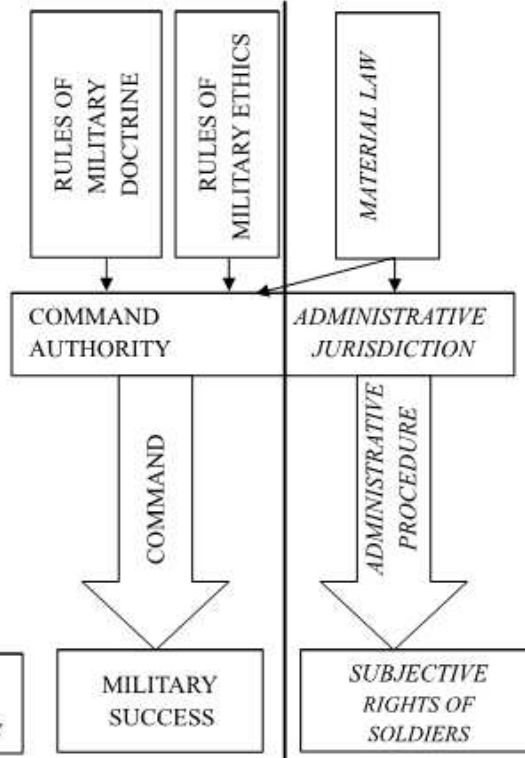 RULES OF
MILITARY
DOCTRINE
RULES OF
MILITARY ETHICS
MATERIAL LAW
COMMAND
AUTHORITY
ADMINISTRATIVE
JURISDICTION
COMMAND
ADMINISTRATIVE
PROCEDURE
MILITARY
SUCCESS
SUBJECTIVE
RIGHTS OF
SOLDIERS